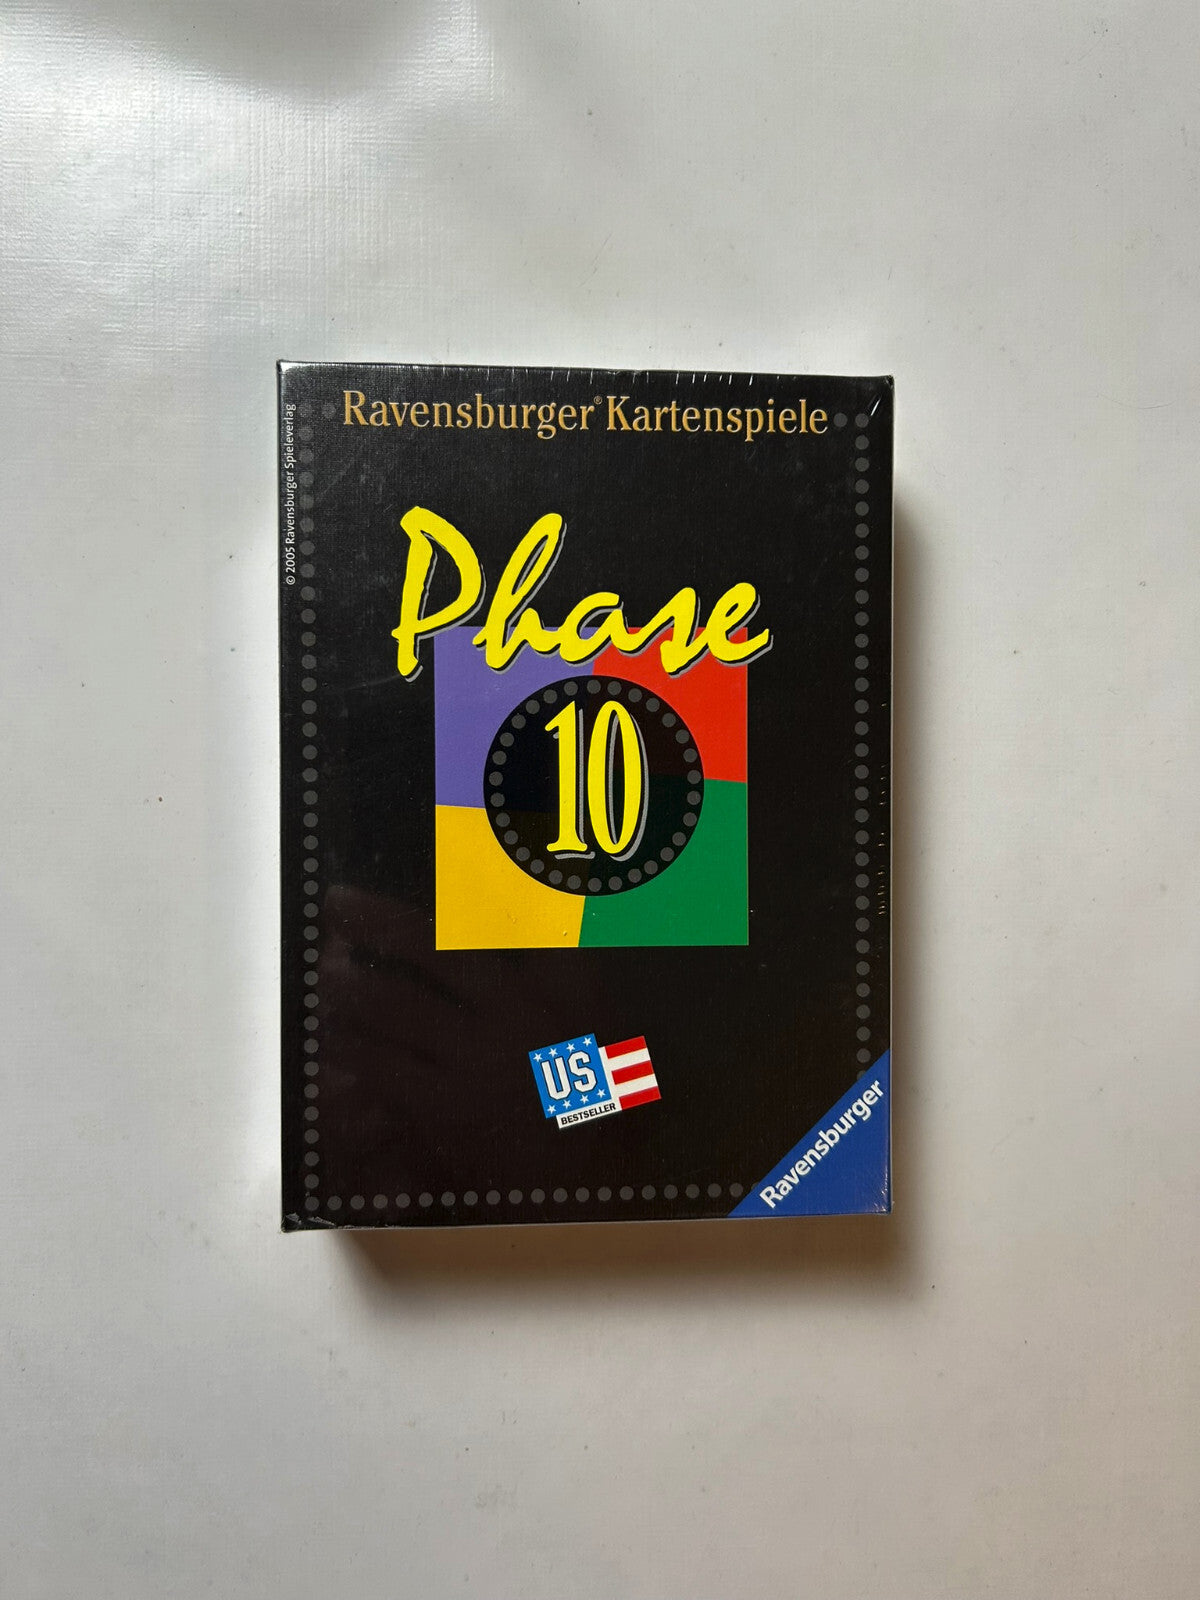 Ravensburger® Kartenspiele
© 2005 Ravensburger Spieleverlag
Phase
10
US
BESTSELLER
Ravensburger